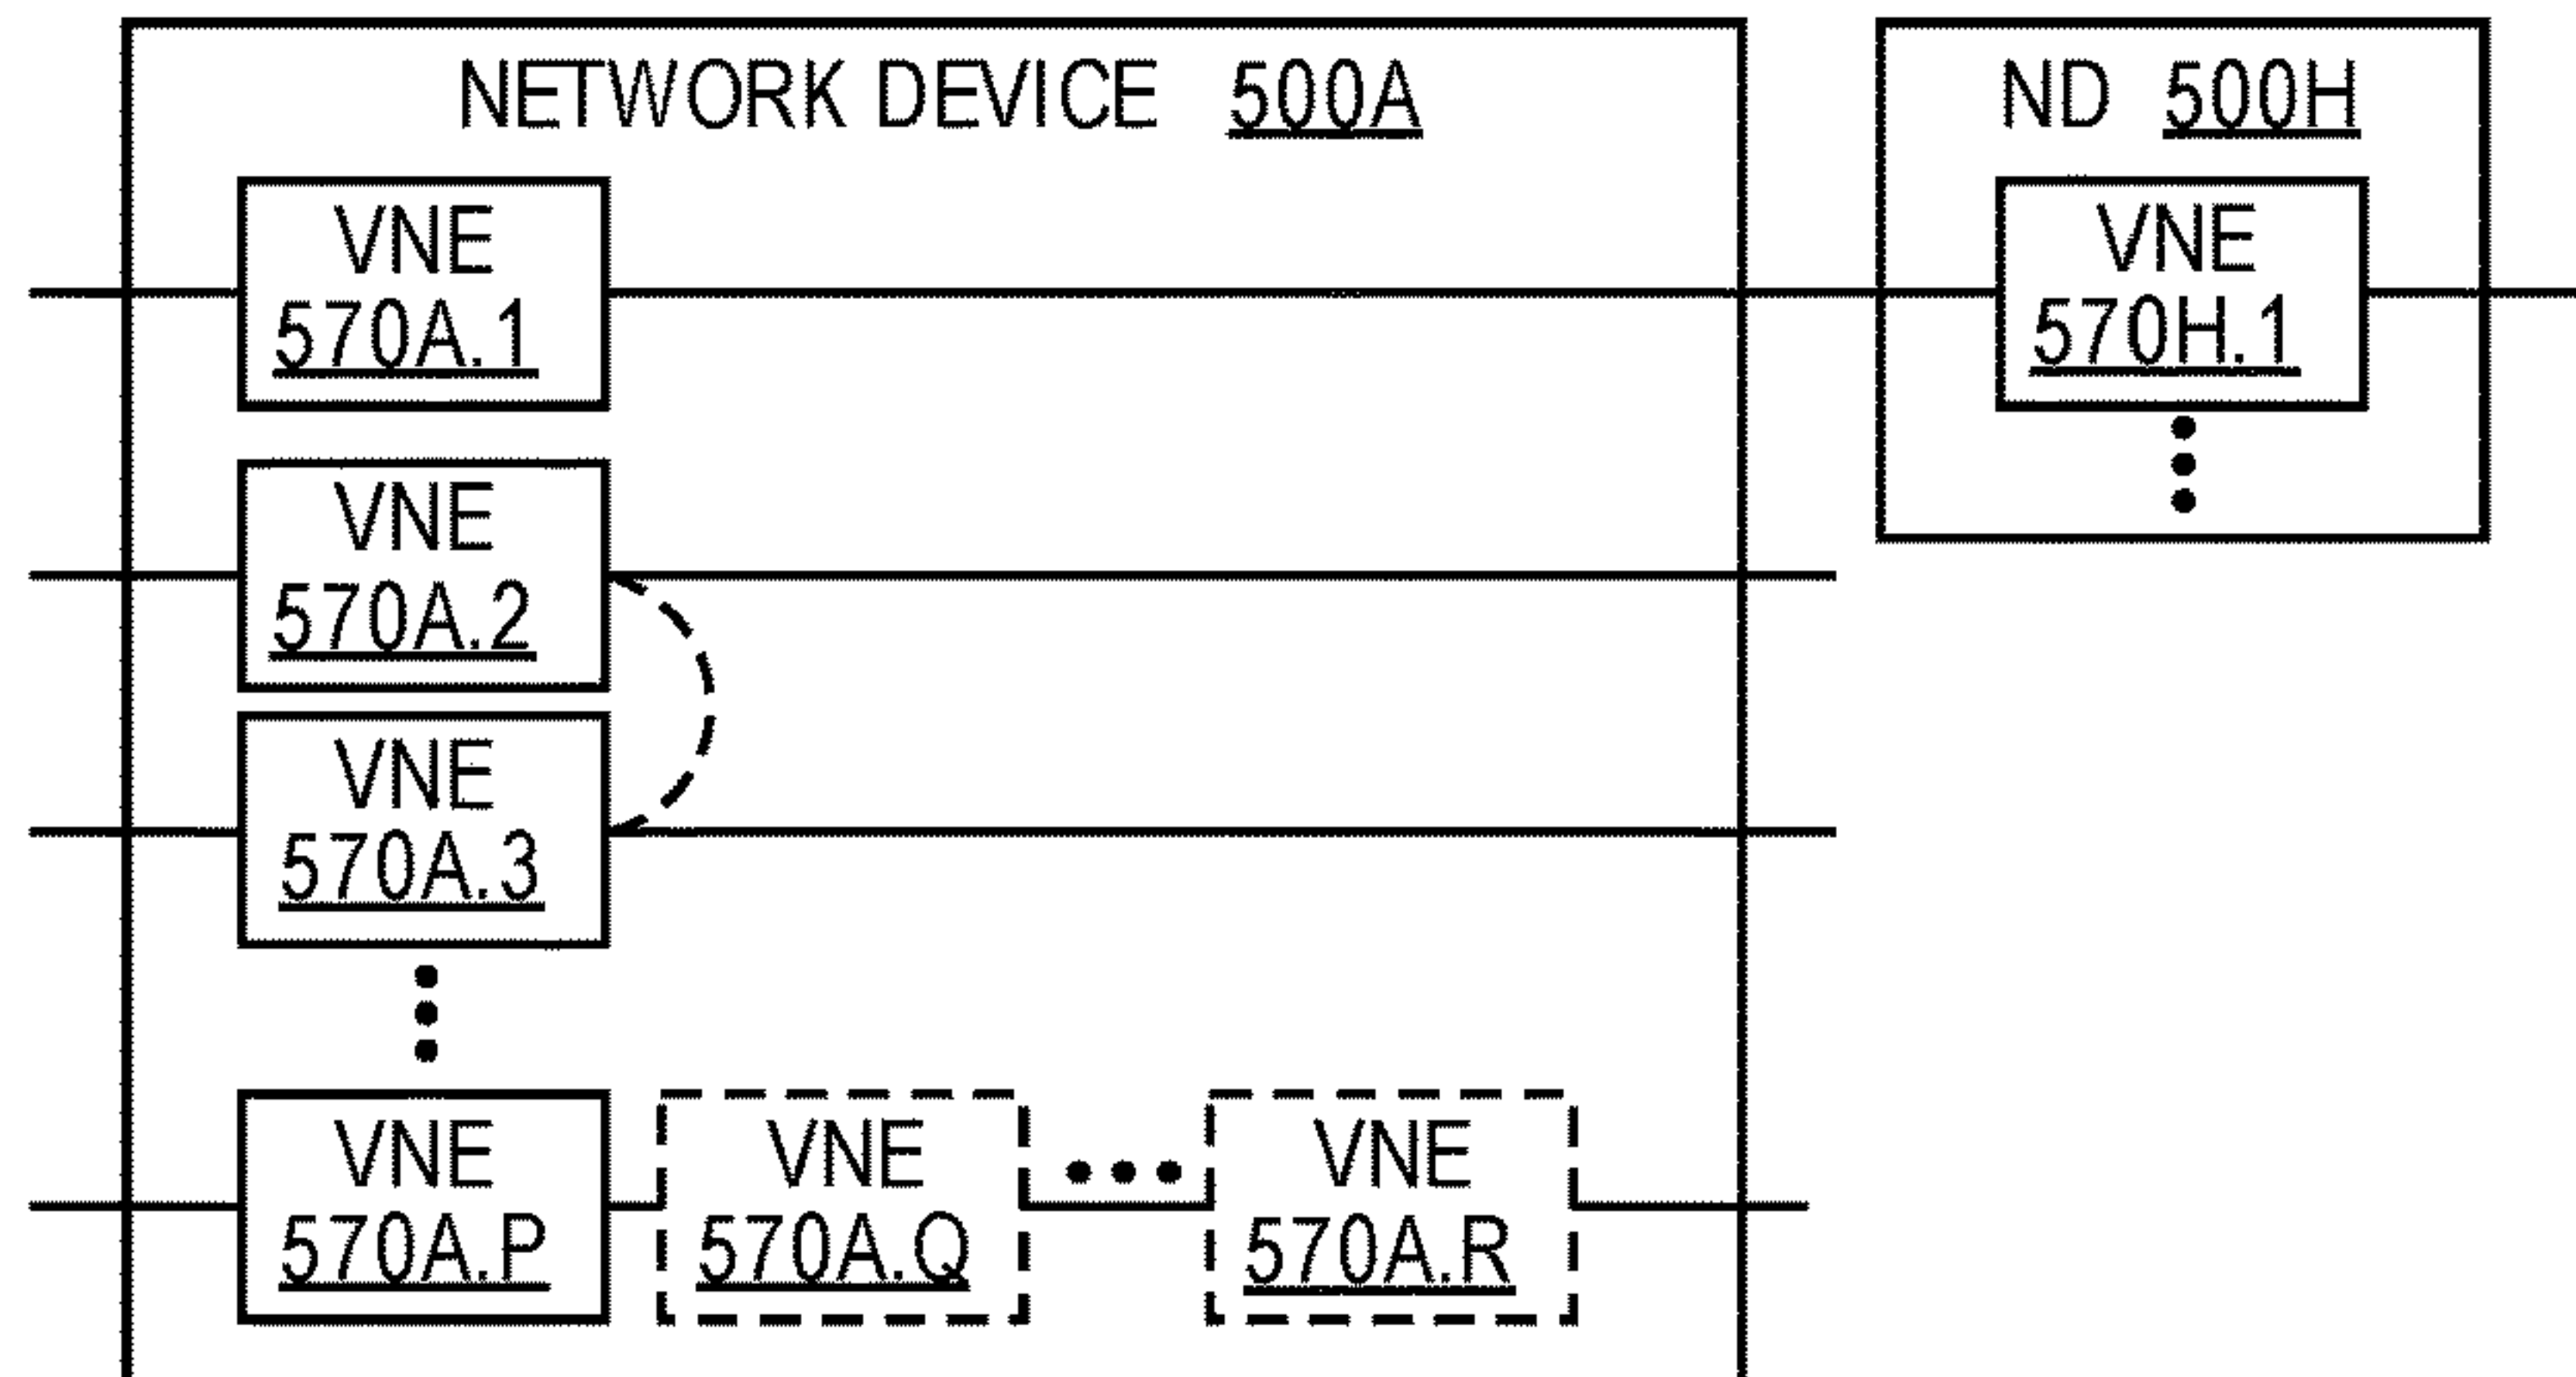 NETWORK DEVICE 500A
ND 500H
VNE
570A.1
VNE
570H.1
VNE
570A.2
VNE
570A.3
VNE
570A.P
VNE
570A.Q
VNE
570A.R